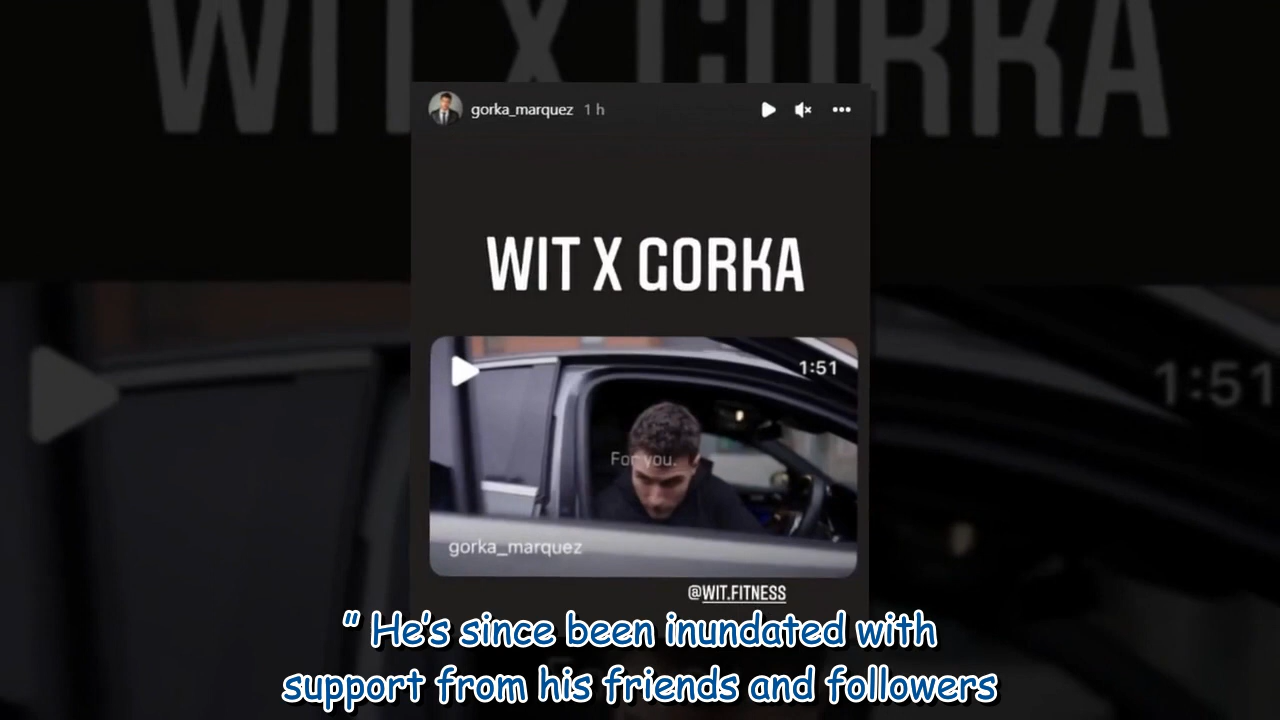 WIT X GORKA
gorka_marquez 1 h
WIT X GORKA
1:51
1:51
For you.
gorka_marquez
@WIT.FITNESS
” He’s since been inundated with
support from his friends and followers